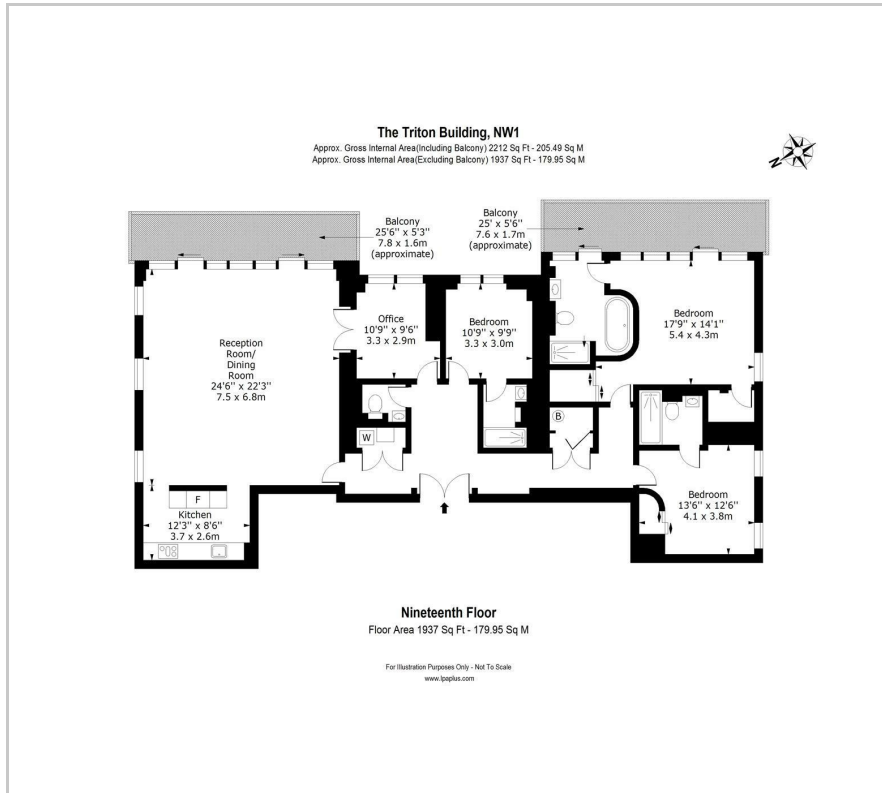 The Triton Building, NW1
Approx. Gross Internal Area(Including Balcony) 2212 Sq Ft - 205.49 Sq M
Approx. Gross Internal Area(Excluding Balcony) 1937 Sq Ft - 179.95 Sq M
N
Balcony
25'6" x 5'3"
7.8 x 1.6m
(approximate)
Balcony
25' x 5'6"
7.6 x 1.7m
(approximate)
Reception
Room/
Dining
Room
24'6" x 22'3"
7.5 x 6.8m
Office
10'9" x 9'6"
3.3 x 2.9m
Bedroom
10'9" x 9'9"
3.3 x 3.0m
Bedroom
17'9" x 14'1"
5.4 x 4.3m
W
B
F
Kitchen
12'3" x 8'6"
3.7 x 2.6m
Bedroom
13'6" x 12'6"
4.1 x 3.8m
Nineteenth Floor
Floor Area 1937 Sq Ft - 179.95 Sq M
For Illustration Purposes Only - Not To Scale
www.lpaplus.com